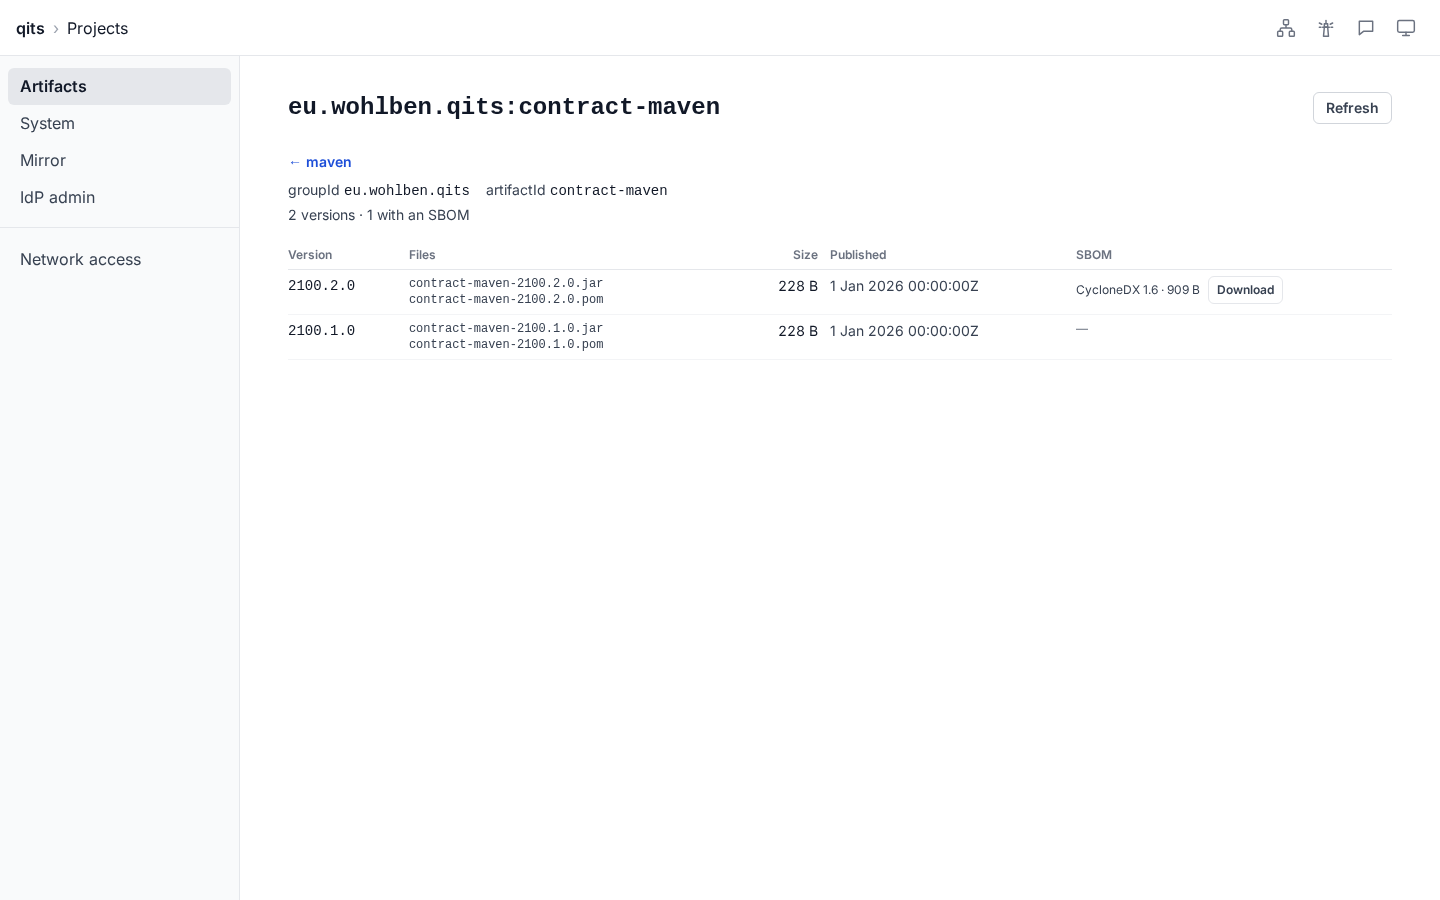 qits › Projects
Artifacts
System
Mirror
IdP admin
Network access
eu.wohlben.qits:contract-maven
Refresh
← maven
groupId eu.wohlben.qits artifactId contract-maven
2 versions · 1 with an SBOM
Version Files Size Published SBOM
2100.2.0 contract-maven-2100.2.0.jar 228 B 1 Jan 2026 00:00:00Z CycloneDX 1.6 · 909 B Download
contract-maven-2100.2.0.pom
2100.1.0 contract-maven-2100.1.0.jar 228 B 1 Jan 2026 00:00:00Z —
contract-maven-2100.1.0.pom